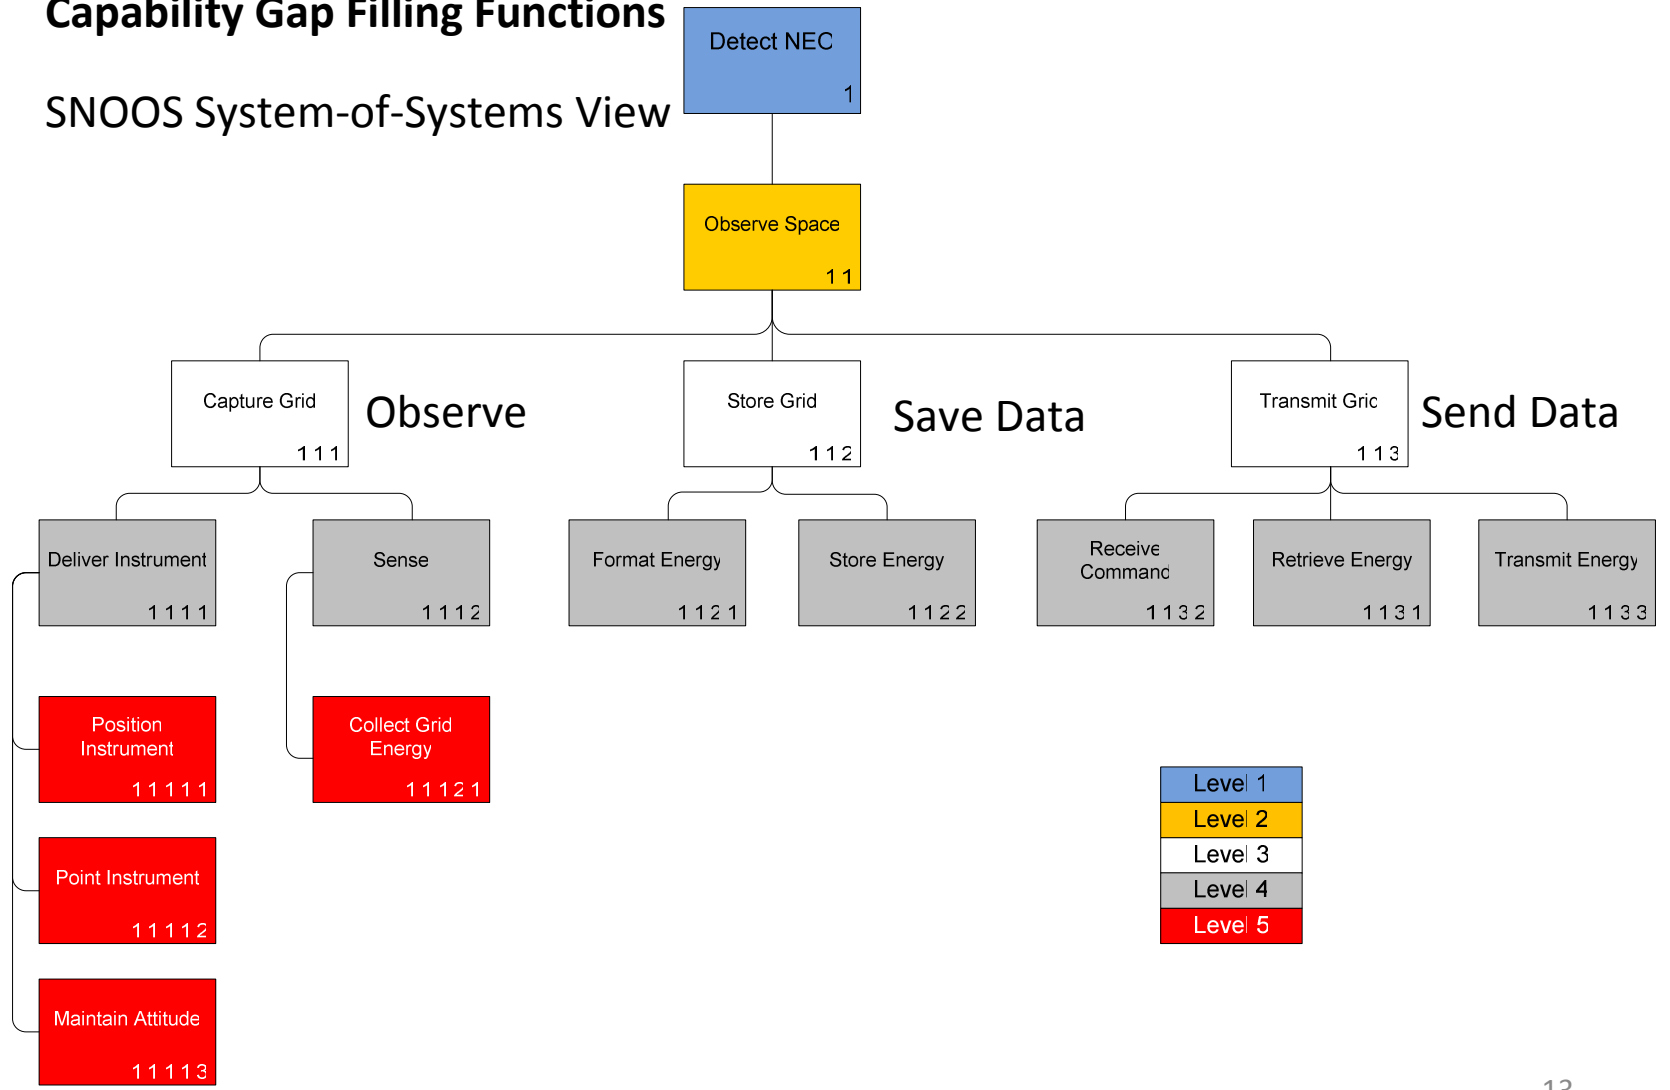 Capability Gap Filling Functions
SNOOS System-of-Systems View
Detect NEO
1
Observe Space
1 1
Capture Grid
1 1 1
Observe
Store Grid
1 1 2
Save Data
Transmit Grid
1 1 3
Send Data
Deliver Instrument
1 1 1 1
Sense
1 1 1 2
Format Energy
1 1 2 1
Store Energy
1 1 2 2
Receive
Command
1 1 3 2
Retrieve Energy
1 1 3 1
Transmit Energy
1 1 3 3
Position
Instrument
1 1 1 1 1
Collect Grid
Energy
1 1 1 2 1
Point Instrument
1 1 1 1 2
Maintain Attitude
1 1 1 1 3
Level 1
Level 2
Level 3
Level 4
Level 5
13